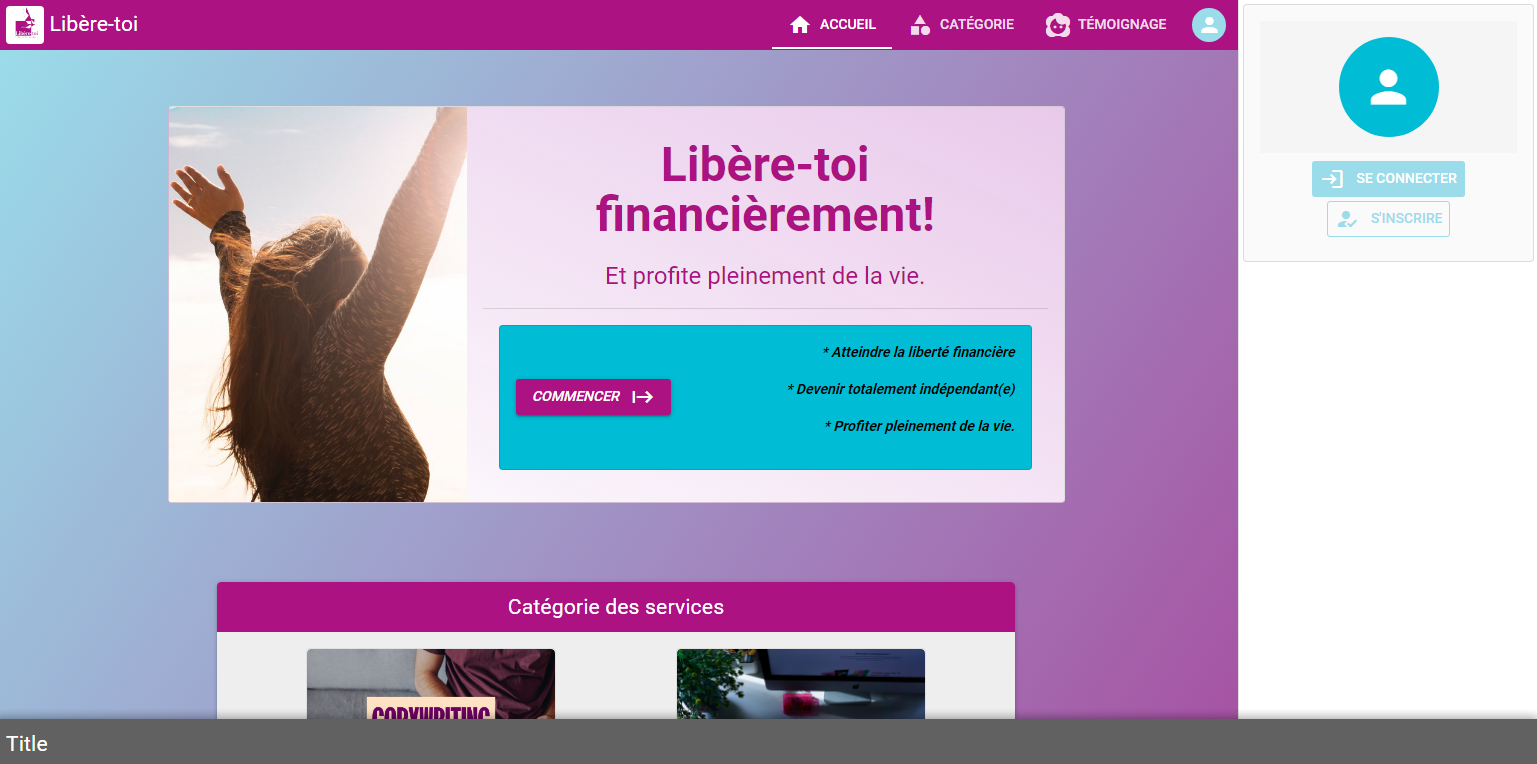 Libère-toi
ACCUEIL
CATÉGORIE
TÉMOIGNAGE
SE CONNECTER
S'INSCRIRE
Libère-toi
financièrement!
Et profite pleinement de la vie.
COMMENCER
* Atteindre la liberté financière
* Devenir totalement indépendant(e)
* Profiter pleinement de la vie.
Catégorie des services
COPYWRITING
Title